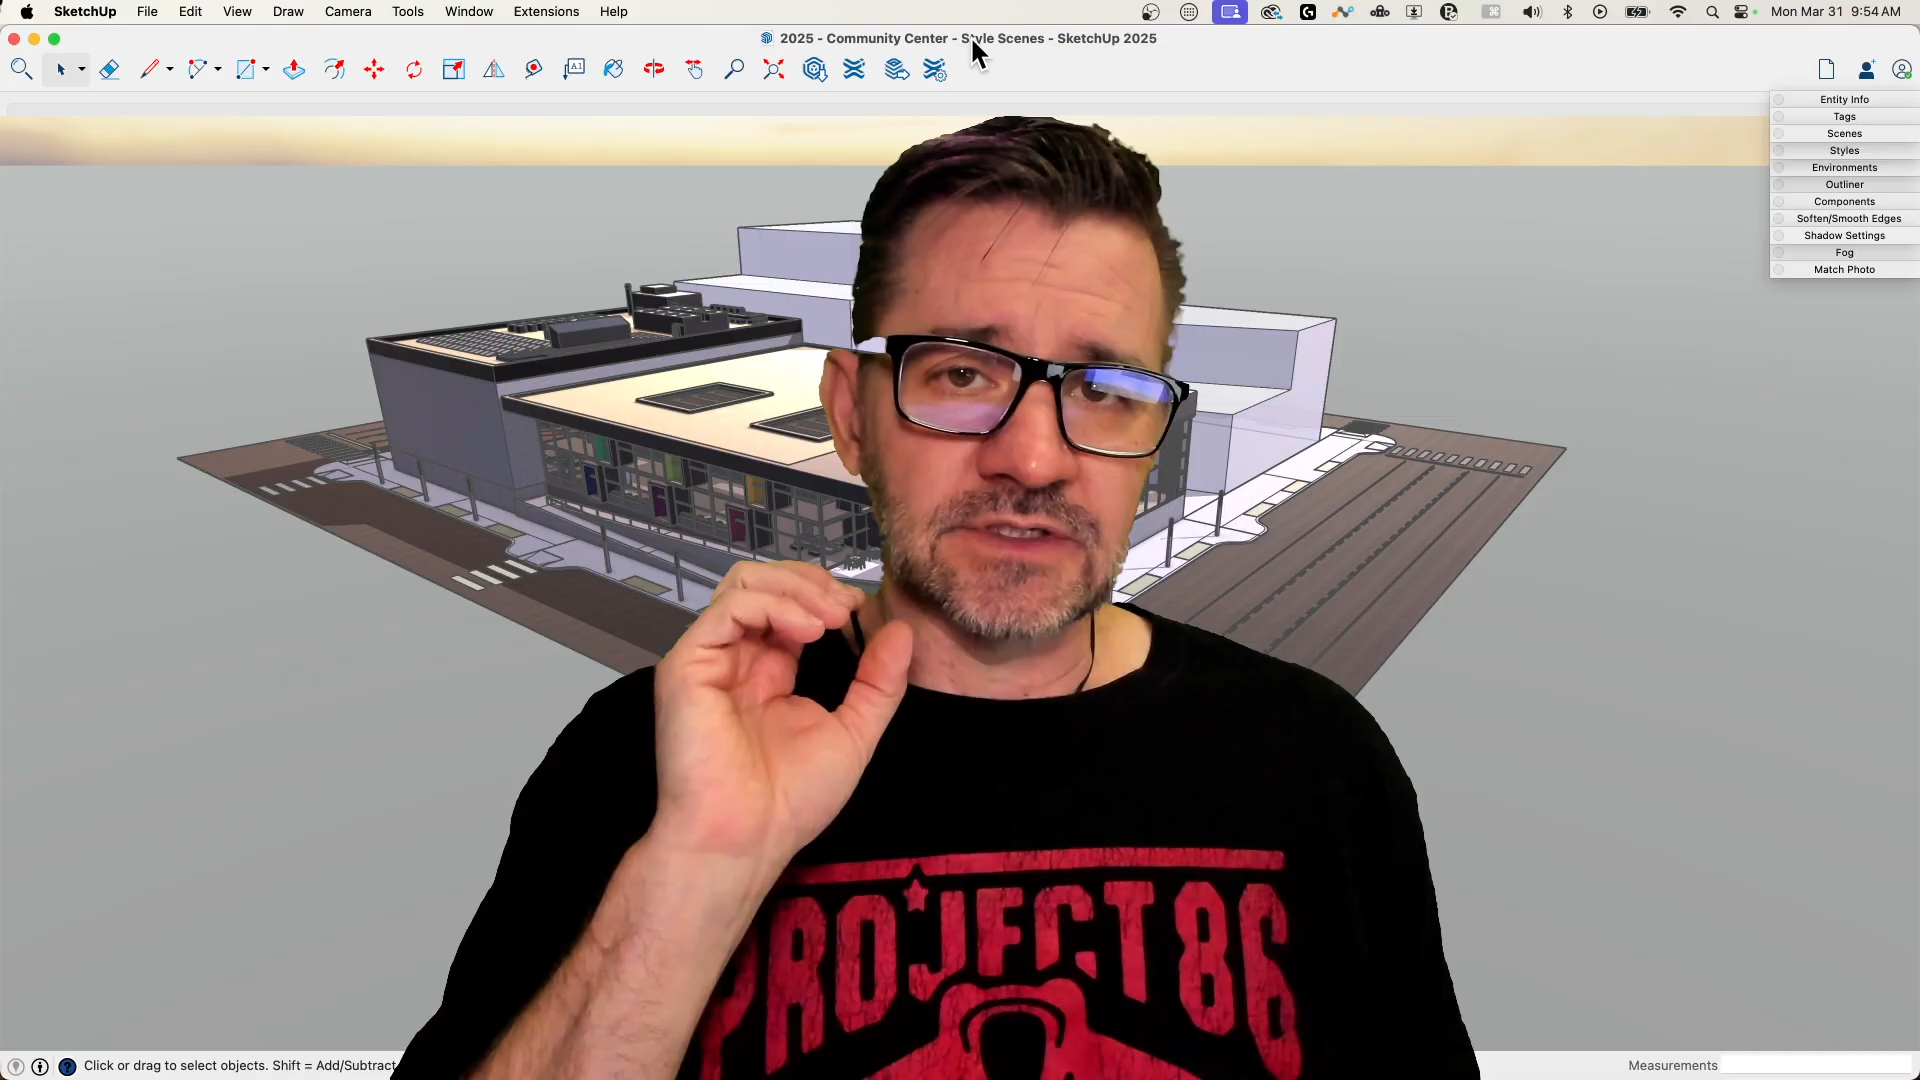 SketchUp File Edit View Draw Camera Tools Window Extensions Help Mon Mar 31 9:54 AM
2025 - Community Center - Style Scenes - SketchUp 2025
A1
Entity Info
Tags
Scenes
Styles
Environments
Outliner
Components
Soften/Smooth Edges
Shadow Settings
Fog
Match Photo
PROJECT 86
Click or drag to select objects. Shift = Add/Subtract
Measurements